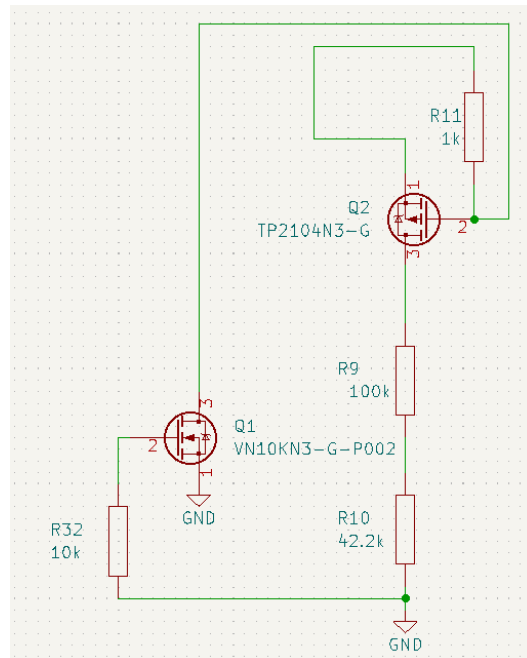 R11
1k
1
Q2
TP2104N3-G
2
3
R9
100k
3
Q1
VN10KN3-G-P002
2
1
GND
R10
42.2k
R32
10k
GND